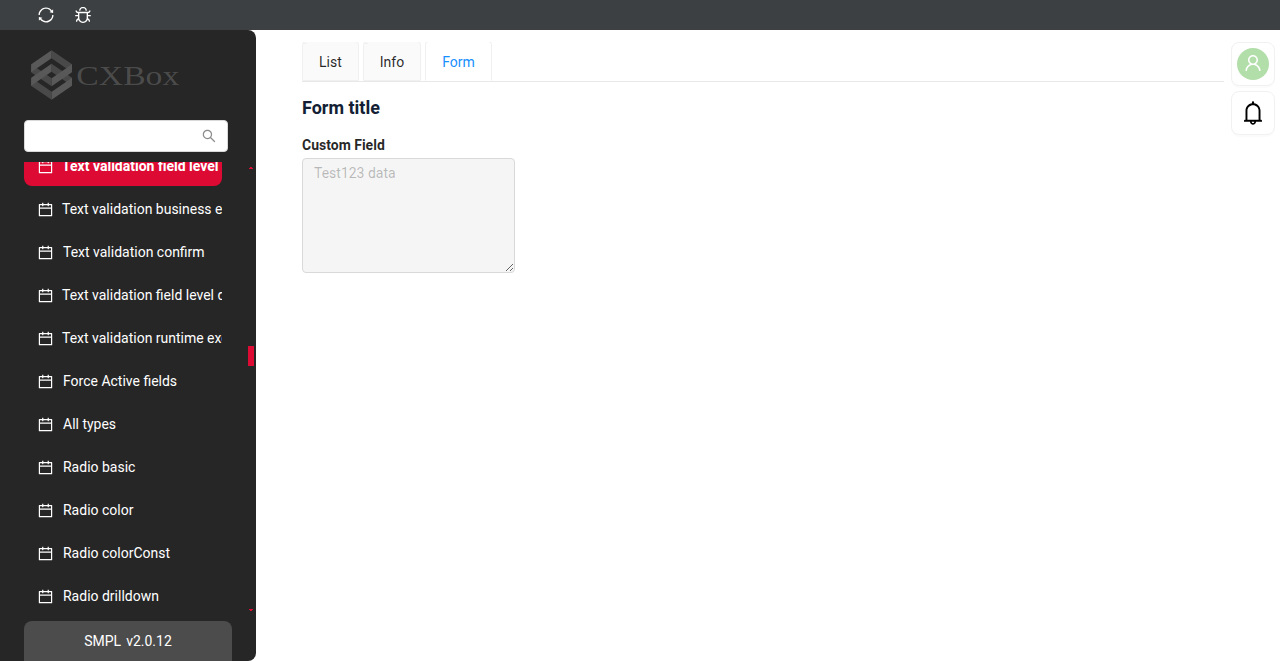 CXBox
Text validation field level
Text validation business e
Text validation confirm
Text validation field level
Text validation runtime ex
Force Active fields
All types
Radio basic
Radio color
Radio colorConst
Radio drilldown
SMPL v2.0.12
List
Info
Form
Form title
Custom Field
Test123 data